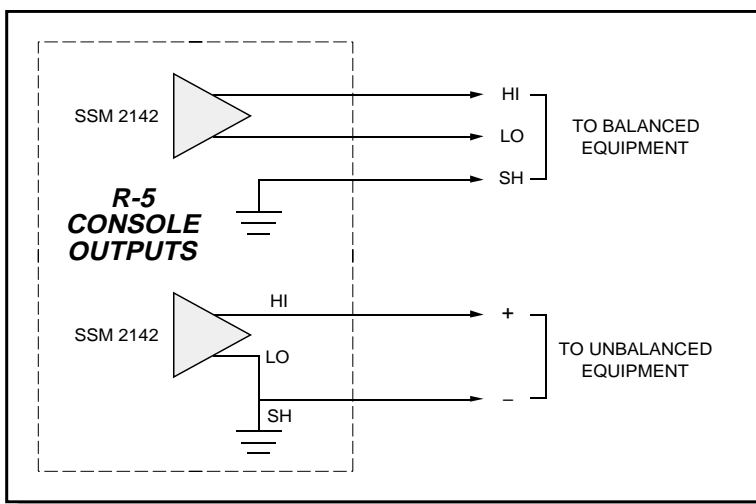 SSM 2142
HI
LO
SH
TO BALANCED
EQUIPMENT
R-5
CONSOLE
OUTPUTS
SSM 2142
HI
LO
SH
+
–
TO UNBALANCED
EQUIPMENT